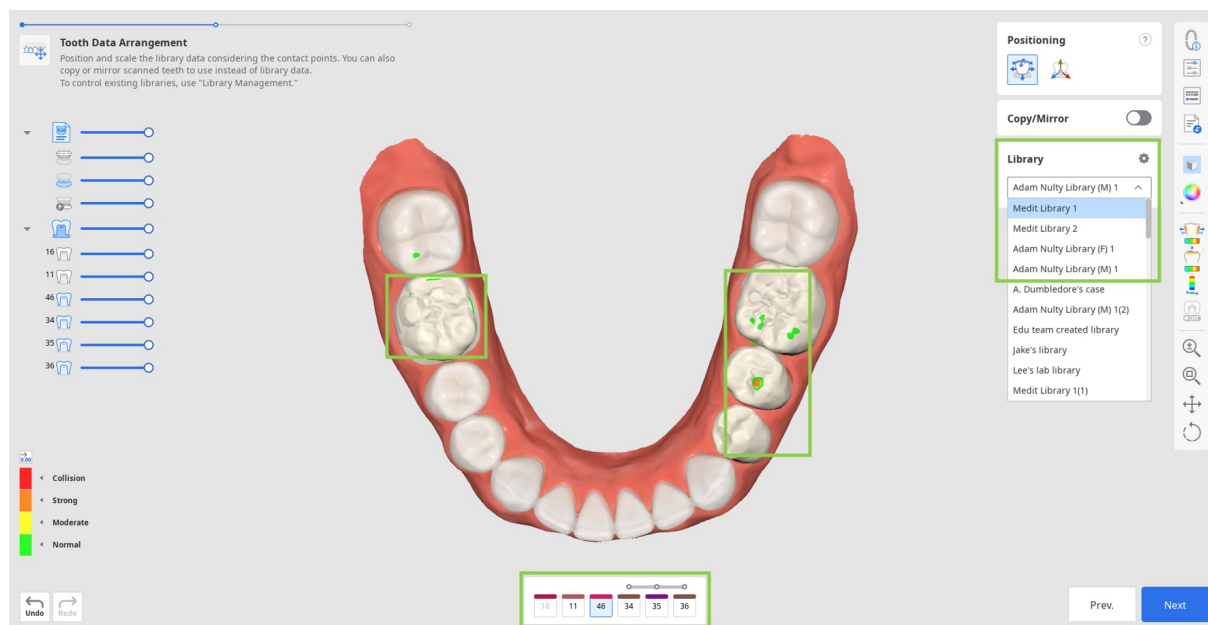 Tooth Data Arrangement
Position and scale the library data considering the contact points. You can also
copy or mirror scanned teeth to use instead of library data.
To control existing libraries, use "Library Management."
16
11
46
34
35
36
0.00
Collision
Strong
Moderate
Normal
Undo
Redo
16
11
46
34
35
36
Positioning
?
Copy/Mirror
Library
Adam Nulty Library (M) 1
Medit Library 1
Medit Library 2
Adam Nulty Library (F) 1
Adam Nulty Library (M) 1
A. Dumbledore's case
Adam Nulty Library (M) 1(2)
Edu team created library
Jake's library
Lee's lab library
Medit Library 1(1)
Prev.
Next